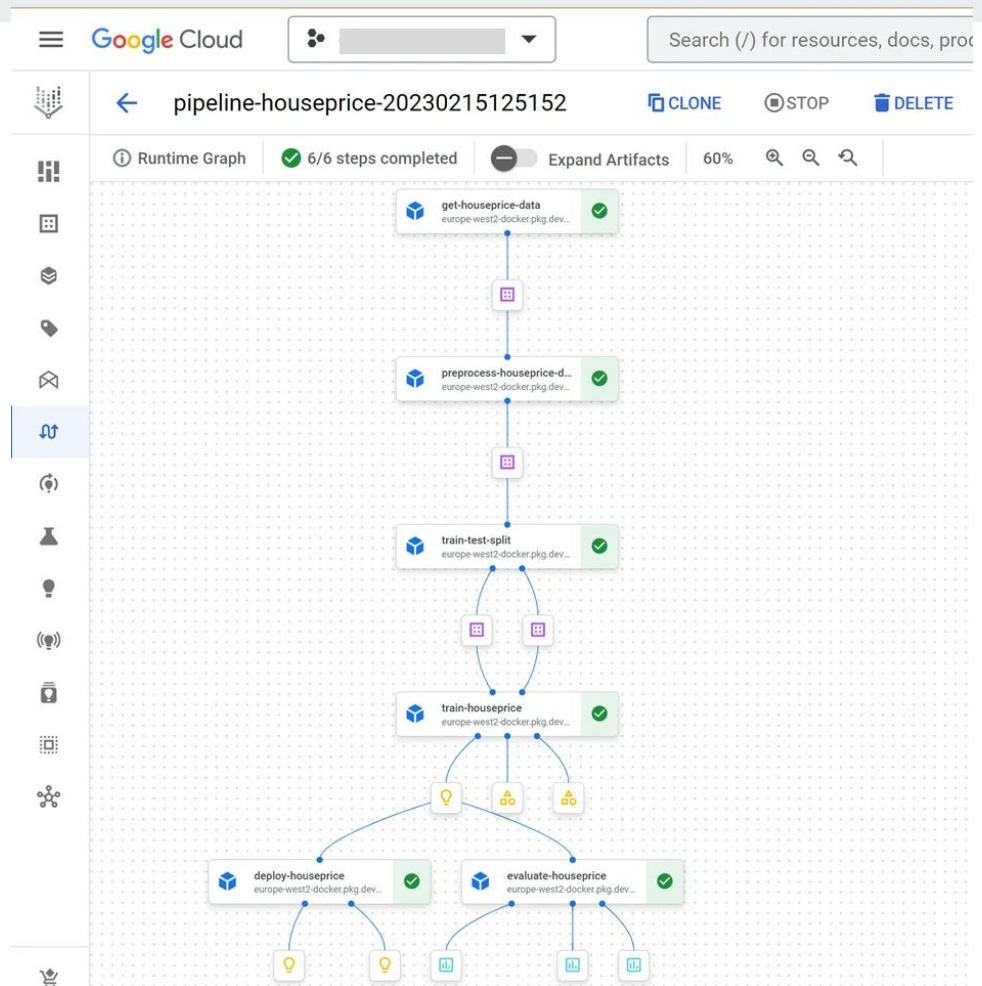 Google Cloud
Search (/) for resources, docs, prod
pipeline-houseprice-20230215125152
CLONE
STOP
DELETE
Runtime Graph
6/6 steps completed
Expand Artifacts
60%
get-houseprice-data
europe-west2-docker.pkg.dev...
preprocess-houseprice-d...
europe-west2-docker.pkg.dev...
train-test-split
europe-west2-docker.pkg.dev...
train-houseprice
europe-west2-docker.pkg.dev...
deploy-houseprice
europe-west2-docker.pkg.dev...
evaluate-houseprice
europe-west2-docker.pkg.dev...